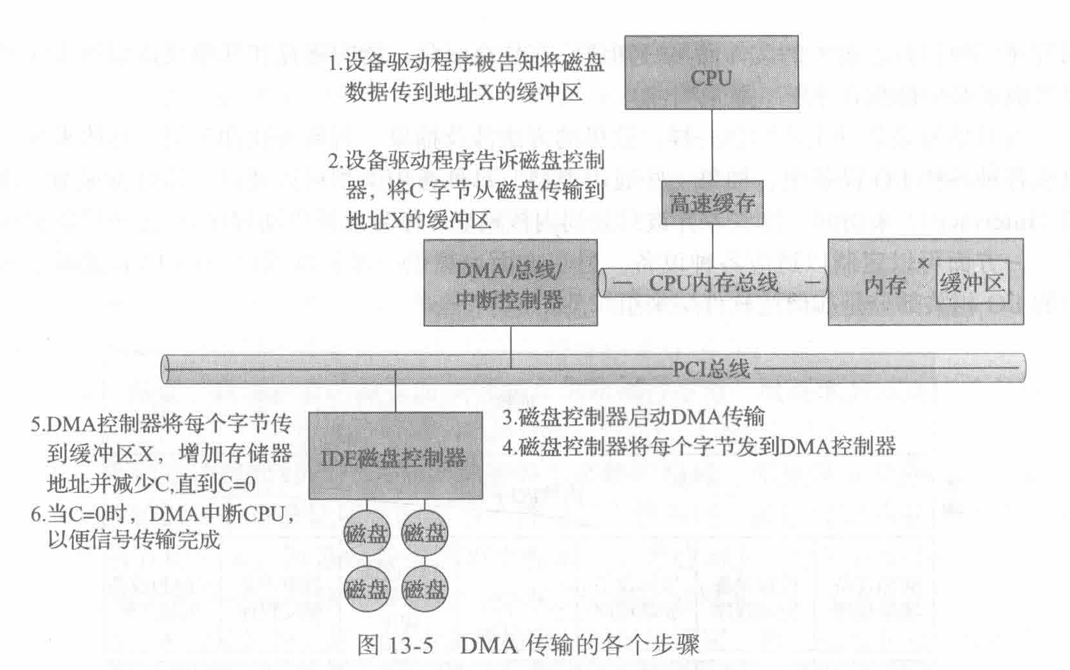 1.设备驱动程序被告知将磁盘
数据传到地址X的缓冲区
CPU
2.设备驱动程序告诉磁盘控制
器，将C 字节从磁盘传输到
地址X的缓冲区
高速缓存
DMA/总线/
中断控制器
CPU内存总线
内存
×
缓冲区
PCI总线
5.DMA控制器将每个字节传
到缓冲区X，增加存储器
地址并减少C,直到C=0
6.当C=0时，DMA中断CPU，
以便信号传输完成
IDE磁盘控制器
3.磁盘控制器启动DMA传输
4.磁盘控制器将每个字节发到DMA控制器
磁盘 磁盘
磁盘 磁盘
图 13-5 DMA 传输的各个步骤